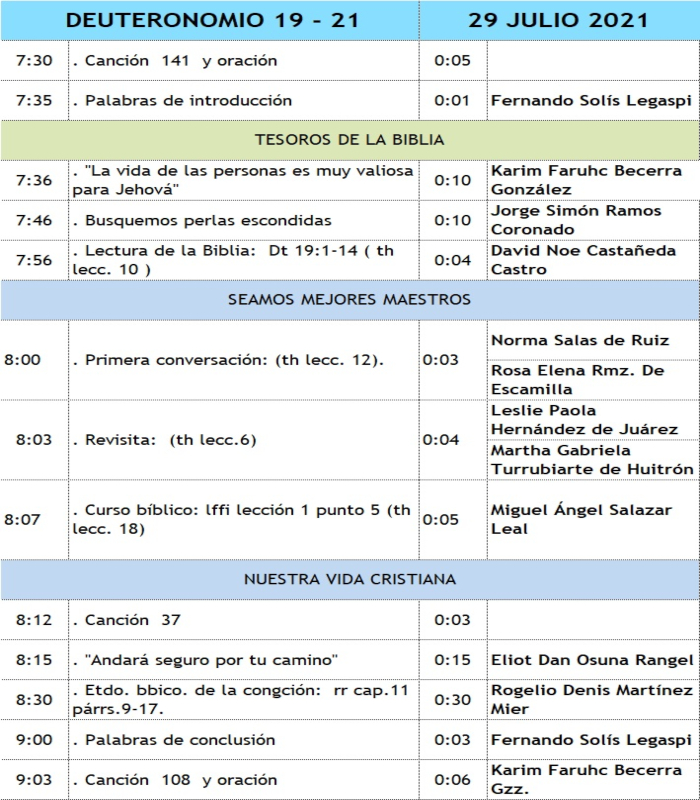 DEUTERONOMIO 19 - 21 29 JULIO 2021
7:30 . Canción 141 y oración 0:05
7:35 . Palabras de introducción 0:01 Fernando Solís Legaspi
TESOROS DE LA BIBLIA
7:36 . "La vida de las personas es muy valiosa para Jehová" 0:10 Karim Faruhc Becerra González
7:46 . Busquemos perlas escondidas 0:10 Jorge Simón Ramos Coronado
7:56 . Lectura de la Biblia: Dt 19:1-14 ( th lecc. 10 ) 0:04 David Noe Castañeda Castro
SEAMOS MEJORES MAESTROS
8:00 . Primera conversación: (th lecc. 12). 0:03 Norma Salas de Ruiz
Rosa Elena Rmz. De Escamilla
8:03 . Revisita: (th lecc.6) 0:04 Leslie Paola Hernández de Juárez
Martha Gabriela Turrubiarte de Huitrón
8:07 . Curso bíblico: lffi lección 1 punto 5 (th lecc. 18) 0:05 Miguel Ángel Salazar Leal
NUESTRA VIDA CRISTIANA
8:12 . Canción 37 0:03
8:15 . "Andará seguro por tu camino" 0:15 Eliot Dan Osuna Rangel
8:30 . Etdo. bbico. de la congción: rr cap.11 párrs.9-17. 0:30 Rogelio Denis Martínez Mier
9:00 . Palabras de conclusión 0:03 Fernando Solís Legaspi
9:03 . Canción 108 y oración 0:06 Karim Faruhc Becerra Gzz.